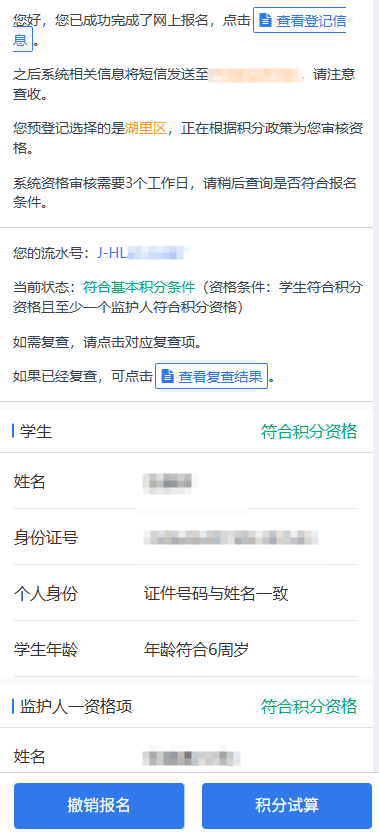 您好，您已成功完成了网上报名，点击 查看登记信
息。
之后系统相关信息将短信发送至 ，请注意
查收。
您预登记选择的是湖里区，正在根据积分政策为您审核资
格。
系统资格审核需要3个工作日，请稍后查询是否符合报名
条件。
您的流水号：J-HL
当前状态：符合基本积分条件（资格条件：学生符合积分
资格且至少一个监护人符合积分资格）
如需复查，请点击对应复查项。
如果已经复查，可点击 查看复查结果。
学生 符合积分资格
姓名
身份证号
个人身份 证件号码与姓名一致
学生年龄 年龄符合6周岁
监护人一资格项 符合积分资格
姓名
撤销报名 积分试算